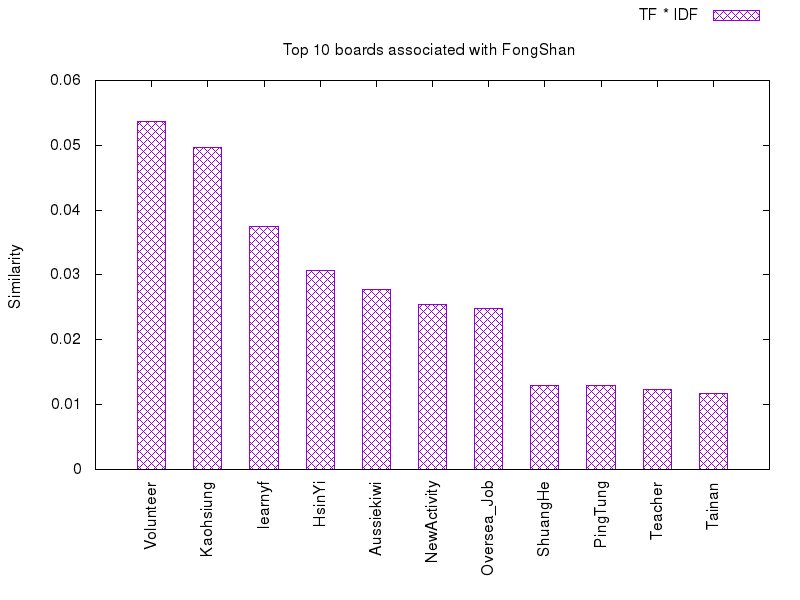 TF * IDF
Top 10 boards associated with FongShan
0.06
0.05
0.04
0.03
0.02
0.01
0
Similarity
Volunteer
Kaohsiung
learnyf
HsinYi
Aussiekiwi
NewActivity
Oversea_Job
ShuangHe
PingTung
Teacher
Tainan